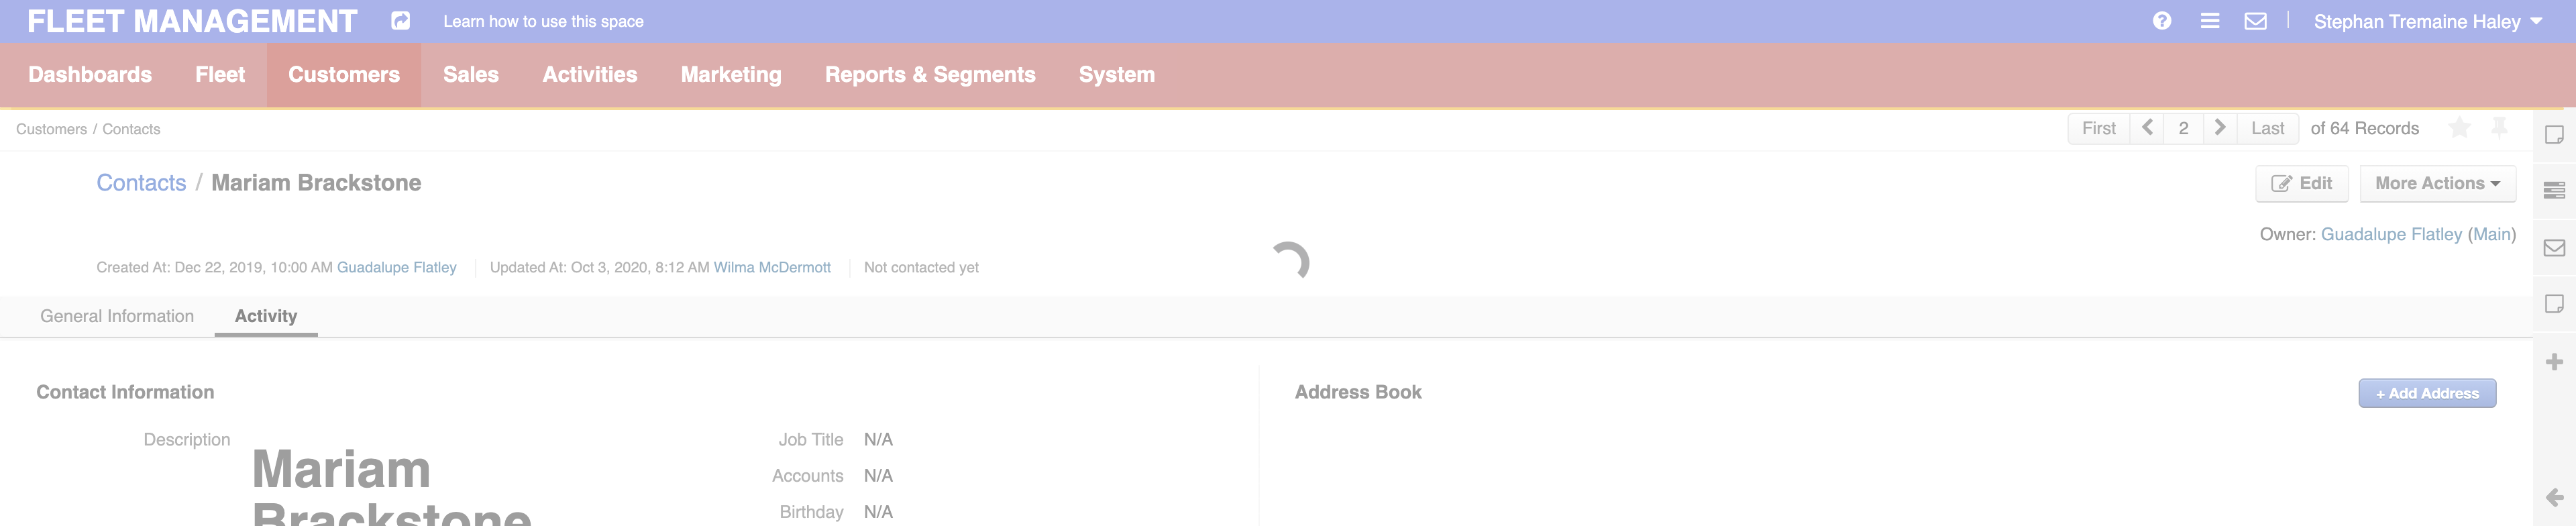 FLEET MANAGEMENT Learn how to use this space Stephan Tremaine Haley
Dashboards Fleet Customers Sales Activities Marketing Reports & Segments System
Customers / Contacts First 2 Last of 64 Records
Contacts / Mariam Brackstone Edit More Actions
Owner: Guadalupe Flatley (Main)
Created At: Dec 22, 2019, 10:00 AM Guadalupe Flatley Updated At: Oct 3, 2020, 8:12 AM Wilma McDermott Not contacted yet
General Information Activity
Contact Information Address Book + Add Address
Description Job Title N/A
Mariam
Accounts N/A
Brackstone
Birthday N/A